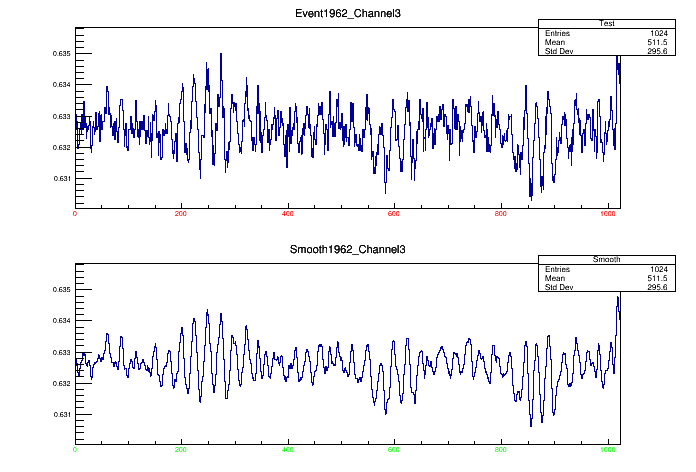 Event1962_Channel3
Test
Entries 1024
Mean 511.5
Std Dev 295.6
0.635
0.634
0.633
0.632
0.631
0 200 400 600 800 1000
Smooth1962_Channel3
Smooth
Entries 1024
Mean 511.5
Std Dev 295.6
0.635
0.634
0.633
0.632
0.631
0 200 400 600 800 1000